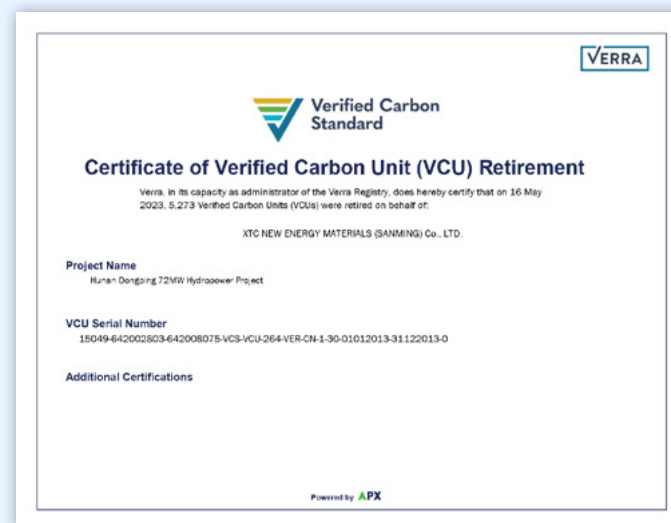 VERRA
Verified Carbon
Standard
Certificate of Verified Carbon Unit (VCU) Retirement
Verra, in its capacity as administrator of the Verra Registry, does hereby certify that on 16 May
2023, 5,273 Verified Carbon Units (VCUs) were retired on behalf of:
XTC NEW ENERGY MATERIALS (SANMING) Co., LTD.
Project Name
Hunan Dongping 72MW Hydropower Project
VCU Serial Number
15049-642002803-642008075-VCS-VCU-264-VER-CN-1-30-01012013-31122013-0
Additional Certifications
Powered by APX